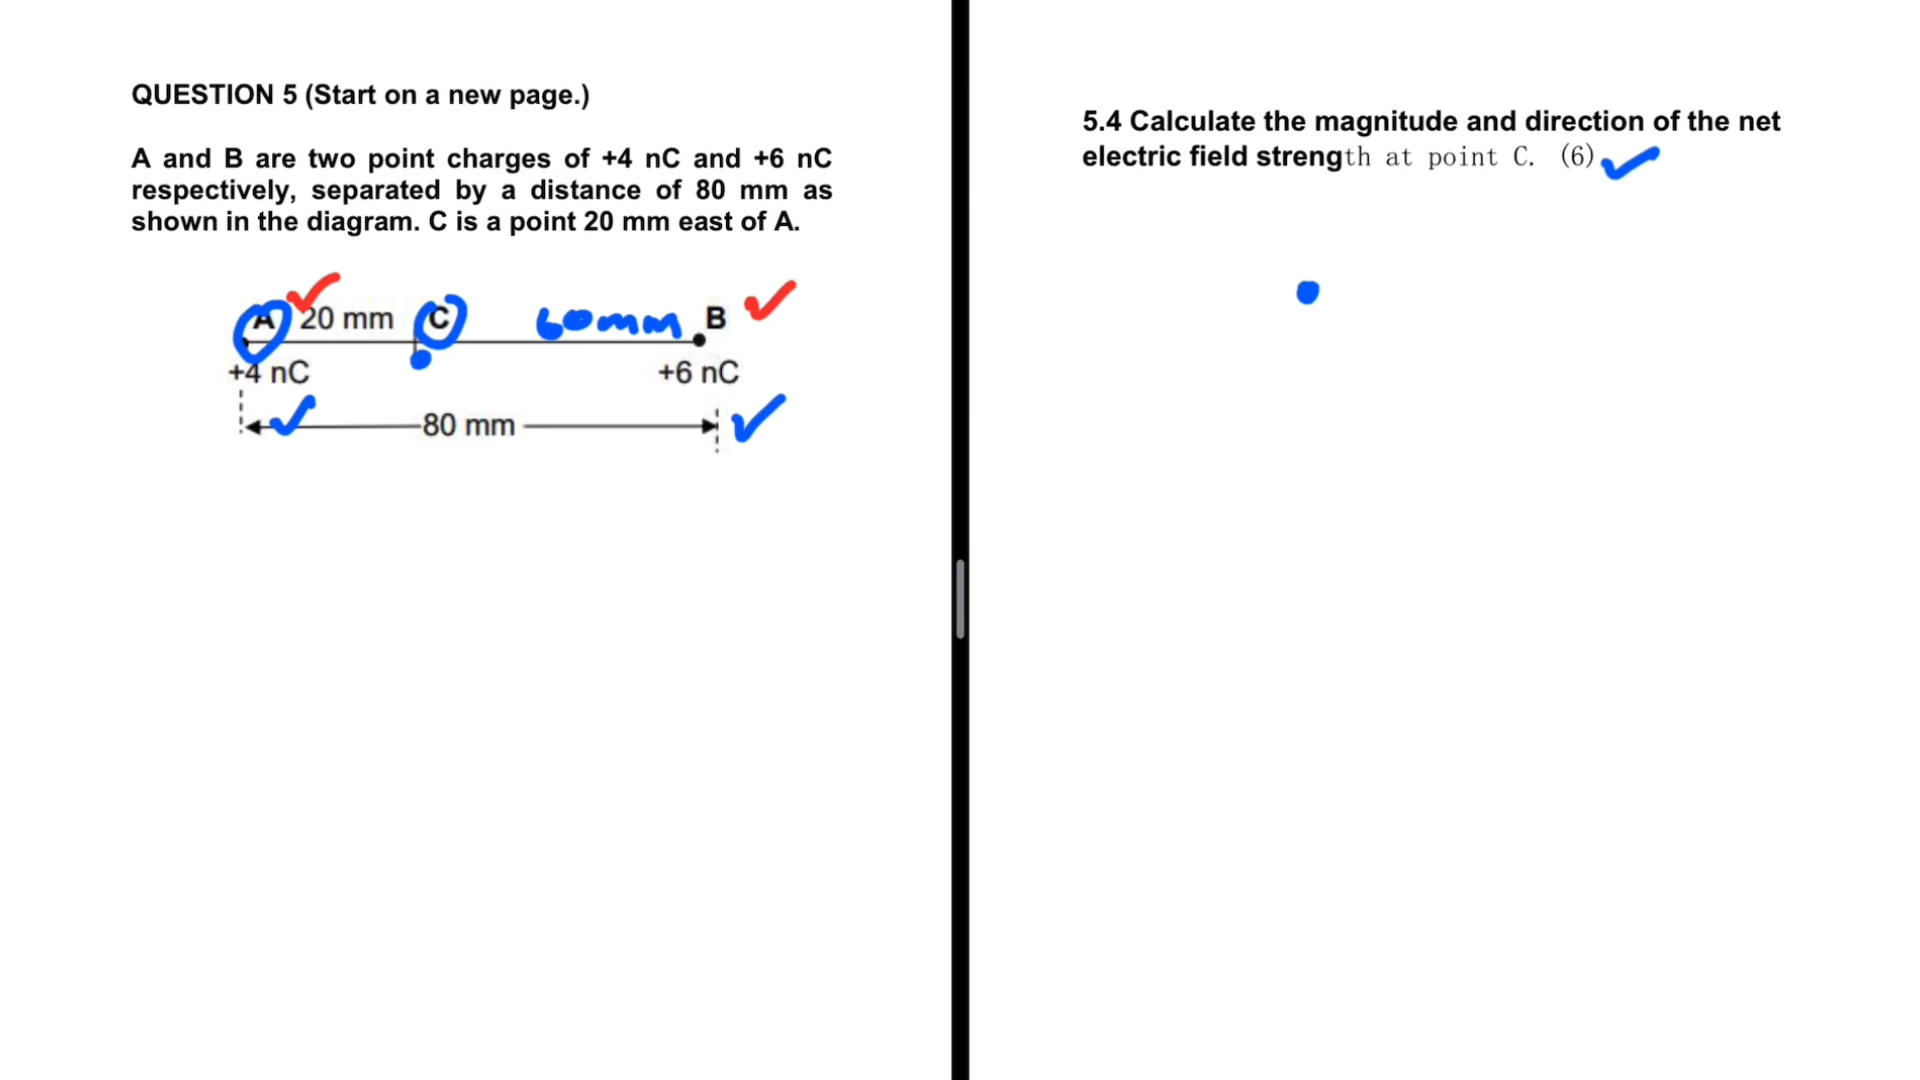 QUESTION 5 (Start on a new page.)
A and B are two point charges of +4 nC and +6 nC
respectively, separated by a distance of 80 mm as
shown in the diagram. C is a point 20 mm east of A.
A 20 mm C 60mm B
+4 nC +6 nC
80 mm
5.4 Calculate the magnitude and direction of the net
electric field strength at point C. (6)